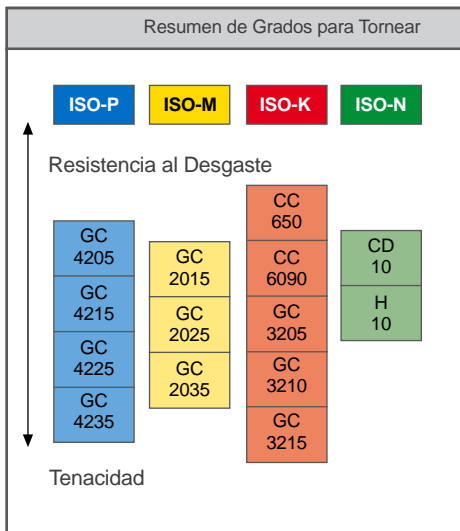 Resumen de Grados para Tornear
ISO-P
ISO-M
ISO-K
ISO-N
Resistencia al Desgaste
GC
4205
GC
4215
GC
4225
GC
4235
GC
2015
GC
2025
GC
2035
CC
650
CC
6090
GC
3205
GC
3210
GC
3215
CD
10
H
10
Tenacidad